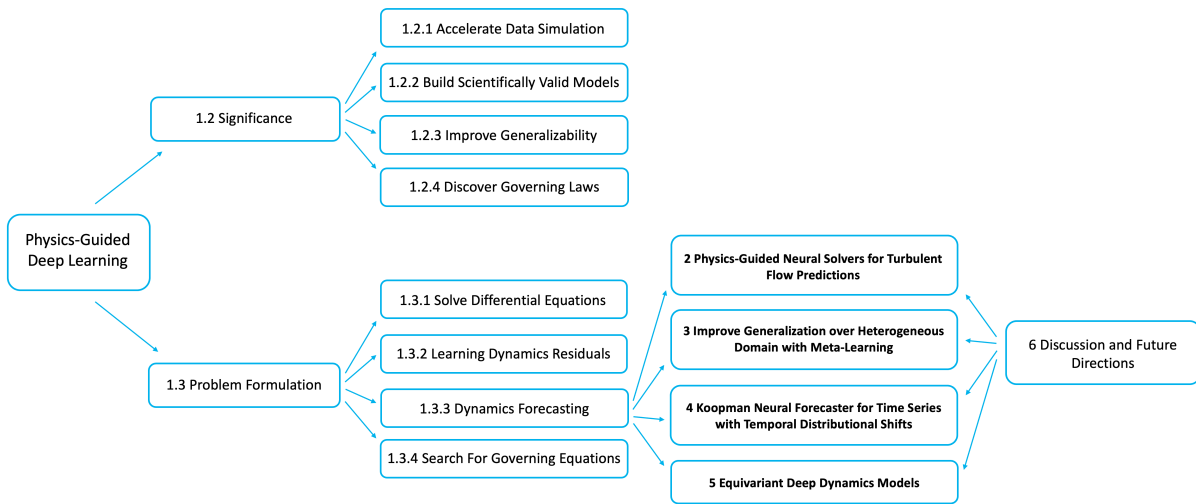 Physics-Guided
Deep Learning
1.2 Significance
1.2.1 Accelerate Data Simulation
1.2.2 Build Scientifically Valid Models
1.2.3 Improve Generalizability
1.2.4 Discover Governing Laws
1.3 Problem Formulation
1.3.1 Solve Differential Equations
1.3.2 Learning Dynamics Residuals
1.3.3 Dynamics Forecasting
1.3.4 Search For Governing Equations
2 Physics-Guided Neural Solvers for Turbulent
Flow Predictions
3 Improve Generalization over Heterogeneous
Domain with Meta-Learning
4 Koopman Neural Forecaster for Time Series
with Temporal Distributional Shifts
5 Equivariant Deep Dynamics Models
6 Discussion and Future
Directions